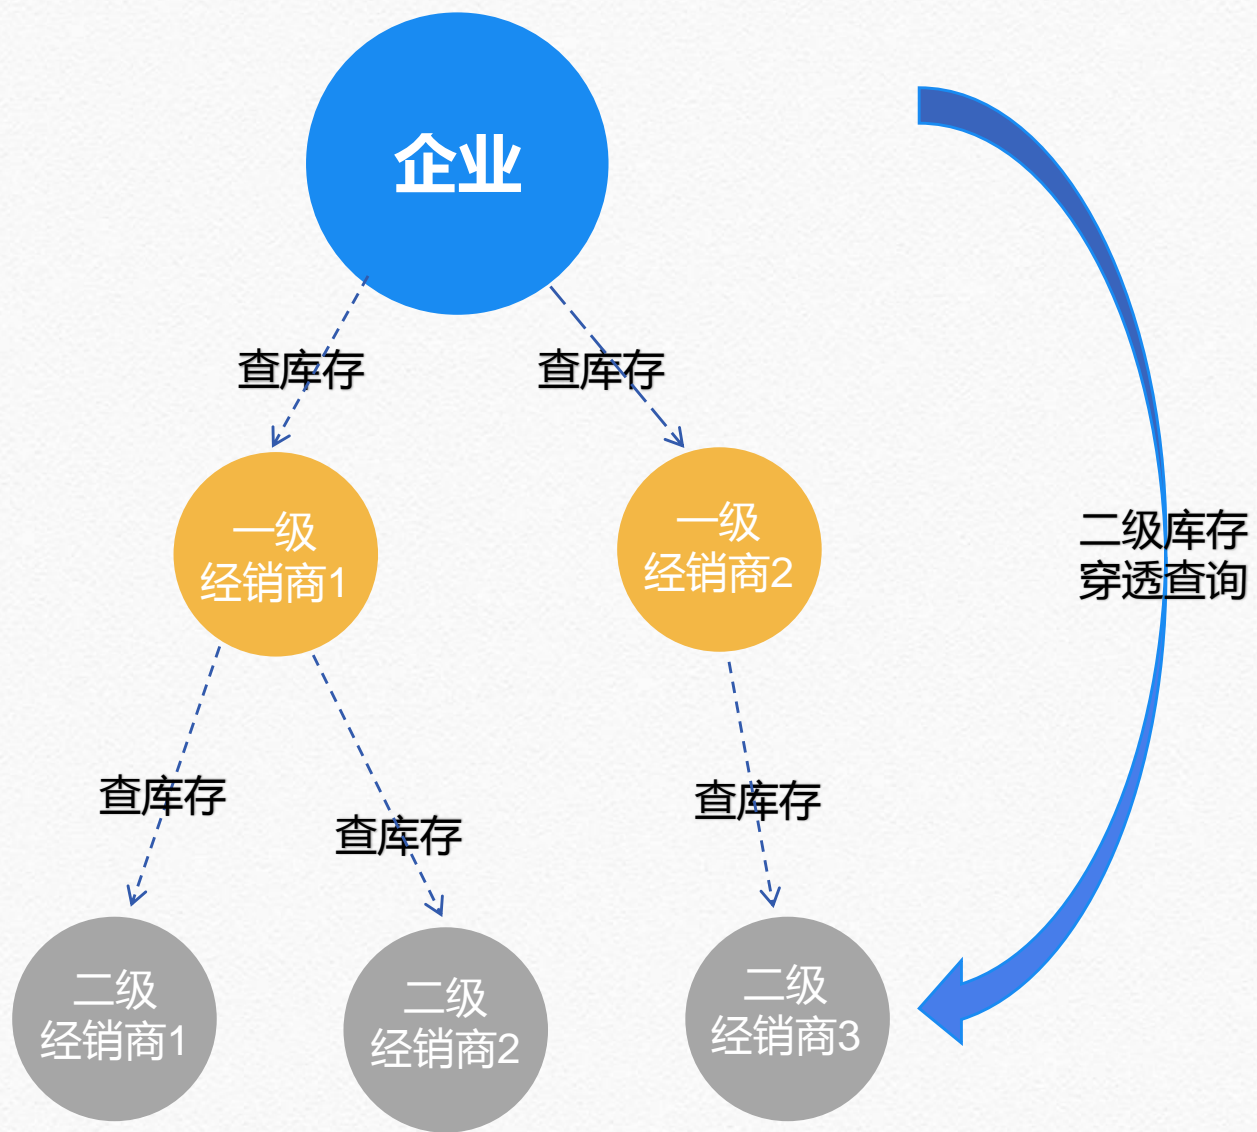 企业
查库存
查库存
一级
经销商1
一级
经销商2
二级库存
穿透查询
查库存
查库存
查库存
二级
经销商1
二级
经销商2
二级
经销商3